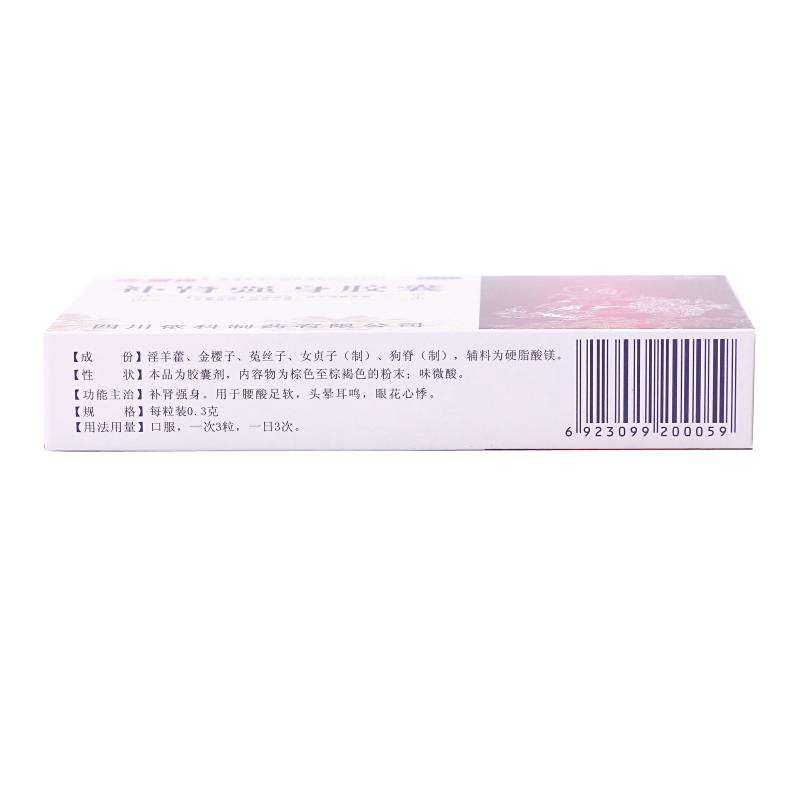 补肾强身胶囊
四川依科制药有限公司
【成 份】淫羊藿、金樱子、菟丝子、女贞子（制）、狗脊（制），辅料为硬脂酸镁。
【性 状】本品为胶囊剂，内容物为棕色至棕褐色的粉末；味微酸。
【功能主治】补肾强身。用于腰酸足软，头晕耳鸣，眼花心悸。
【规 格】每粒装0.3克
【用法用量】口服，一次3粒，一日3次。
6 923099 200059